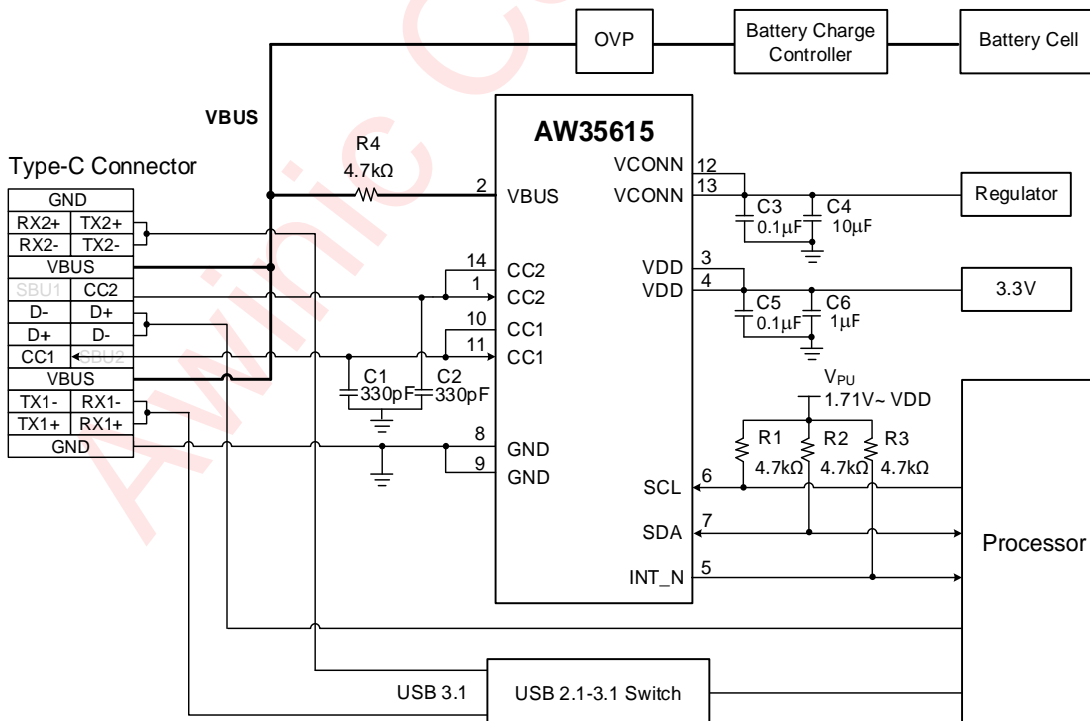 OVP
Battery Charge
Controller
Battery Cell
VBUS
AW35615
R4
4.7kΩ
Type-C Connector
GND
RX2+ TX2+
RX2- TX2-
VBUS
SBU1 CC2
D- D+
D+ D-
CC1 SBU2
VBUS
TX1- RX1-
TX1+ RX1+
GND
2 VBUS
14 CC2
1 CC2
10 CC1
11 CC1
C1
330pF
C2
330pF
8 GND
9 GND
VCONN 12
VCONN 13
C3
0.1µF
C4
10µF
Regulator
VDD 3
VDD 4
C5
0.1µF
C6
1µF
3.3V
VPU
1.71V~ VDD
R1
4.7kΩ
R2
4.7kΩ
R3
4.7kΩ
SCL 6
SDA 7
INT_N 5
Processor
USB 3.1
USB 2.1-3.1 Switch
Awinic C